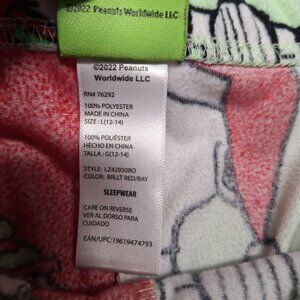 ©2022 Peanuts Worldwide LLC
©2022 Peanuts
Worldwide LLC
RN# 76292
100% POLYESTER
MADE IN CHINA
SIZE: L(12-14)
100% POLIÉSTER
HECHO EN CHINA
TALLA: G(12-14)
STYLE: LZ42930BO
COLOR: BRLLT RED/BAY
SLEEPWEAR
CARE ON REVERSE
VER AL DORSO PARA
CUIDADO
EAN/UPC:19619474793